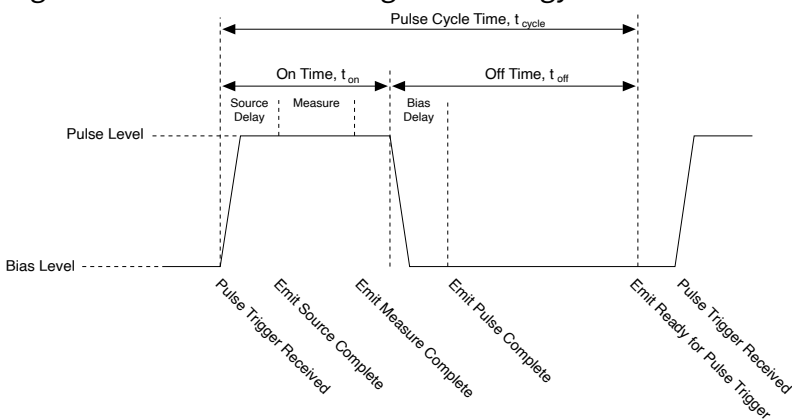 Pulse Cycle Time, t cycle
On Time, t on
Off Time, t off
Source
Delay
Measure
Bias
Delay
Pulse Level
Bias Level
Pulse Trigger Received
Emit Source Complete
Emit Measure Complete
Emit Pulse Complete
Emit Ready for Pulse Trigger
Pulse Trigger Received